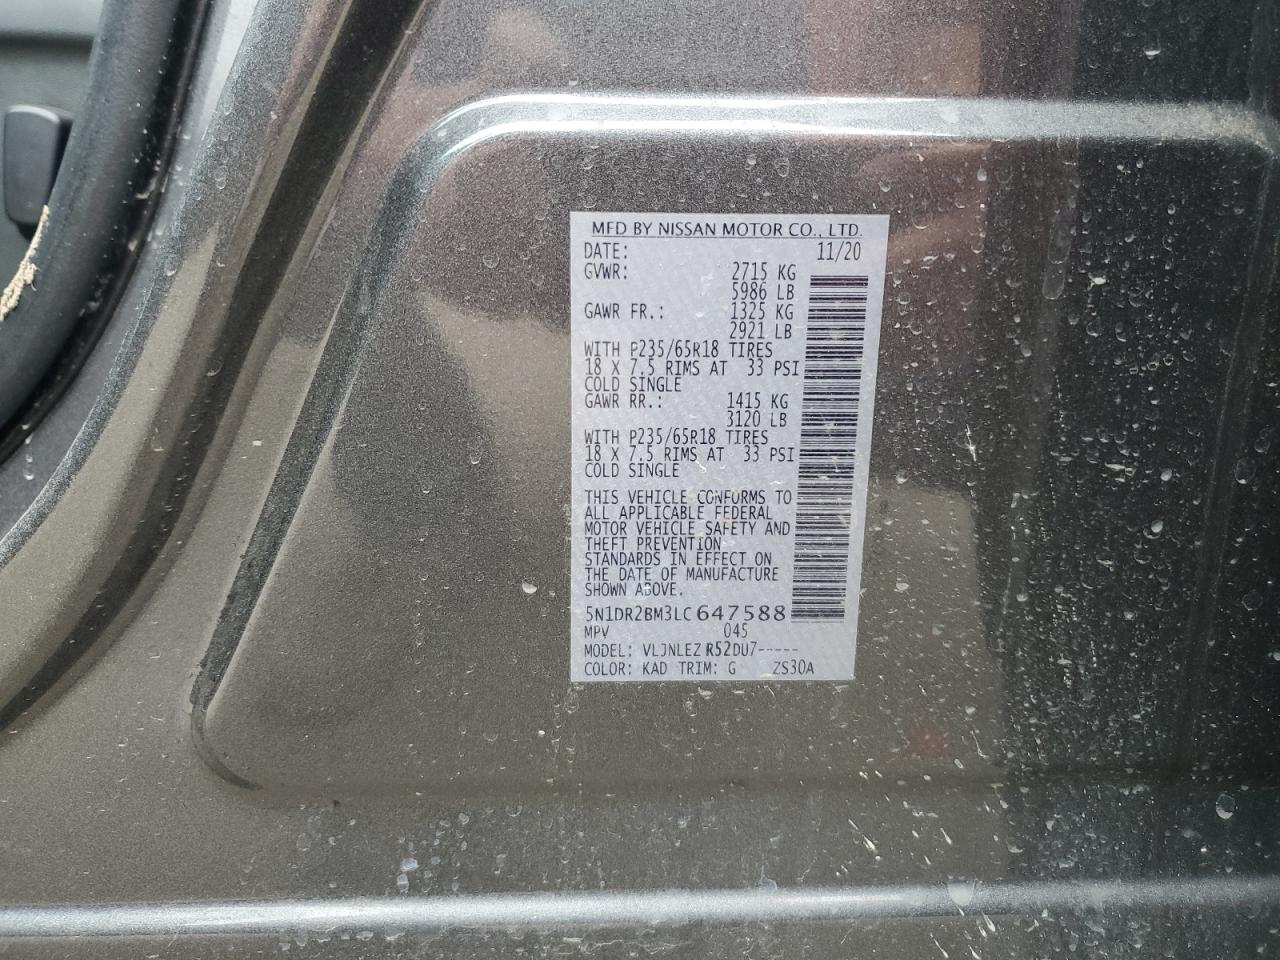 MFD BY NISSAN MOTOR CO., LTD.
DATE: 11/20
GVWR: 2715 KG
5986 LB
GAWR FR.: 1325 KG
2921 LB
WITH P235/65R18 TIRES
18 X 7.5 RIMS AT 33 PSI
COLD SINGLE
GAWR RR.: 1415 KG
3120 LB
WITH P235/65R18 TIRES
18 X 7.5 RIMS AT 33 PSI
COLD SINGLE
THIS VEHICLE CONFORMS TO
ALL APPLICABLE FEDERAL
MOTOR VEHICLE SAFETY AND
THEFT PREVENTION
STANDARDS IN EFFECT ON
THE DATE OF MANUFACTURE
SHOWN ABOVE.
5N1DR2BM3LC647588
MPV 045
MODEL: VLJNLEZ R52DU7-----
COLOR: KAD TRIM: G ZS30A